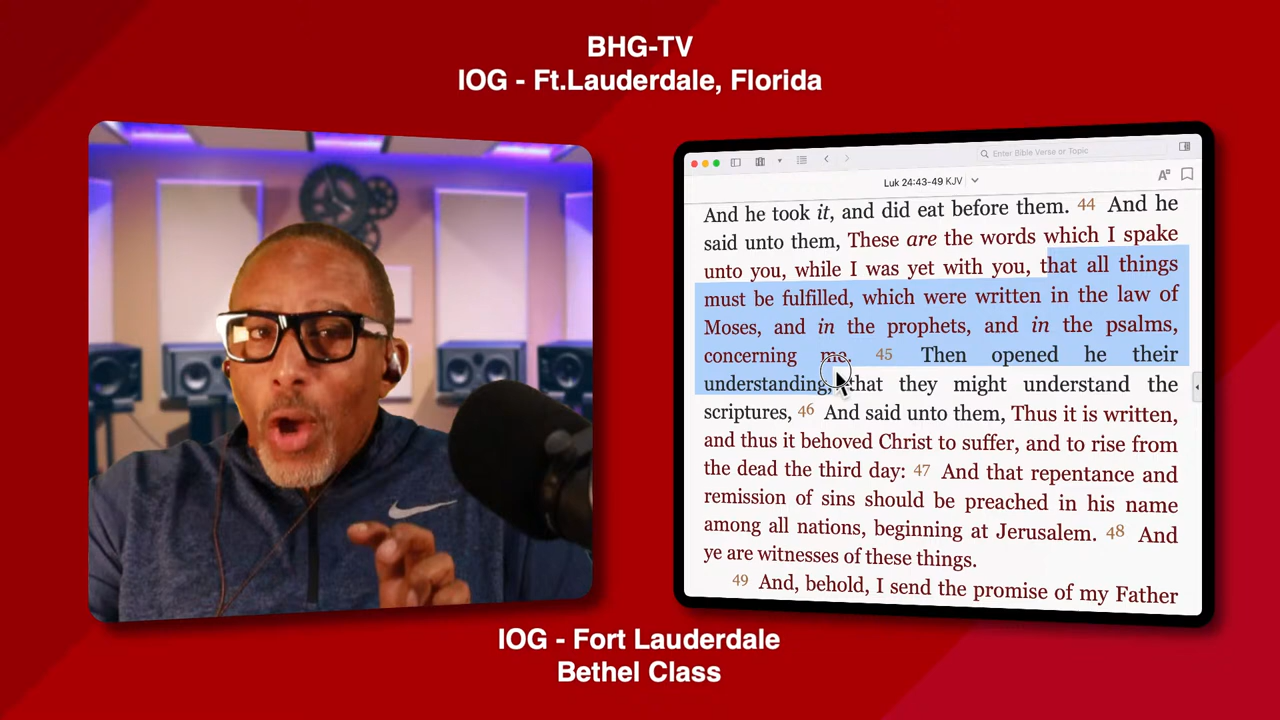 BHG-TV
IOG - Ft.Lauderdale, Florida
Enter Bible Verse or Topic
Luk 24:43-49 KJV
And he took it, and did eat before them. 44 And he
said unto them, These are the words which I spake
unto you, while I was yet with you, that all things
must be fulfilled, which were written in the law of
Moses, and in the prophets, and in the psalms,
concerning me. 45 Then opened he their
understanding, that they might understand the
scriptures, 46 And said unto them, Thus it is written,
and thus it behoved Christ to suffer, and to rise from
the dead the third day: 47 And that repentance and
remission of sins should be preached in his name
among all nations, beginning at Jerusalem. 48 And
ye are witnesses of these things.
49 And, behold, I send the promise of my Father
IOG - Fort Lauderdale
Bethel Class